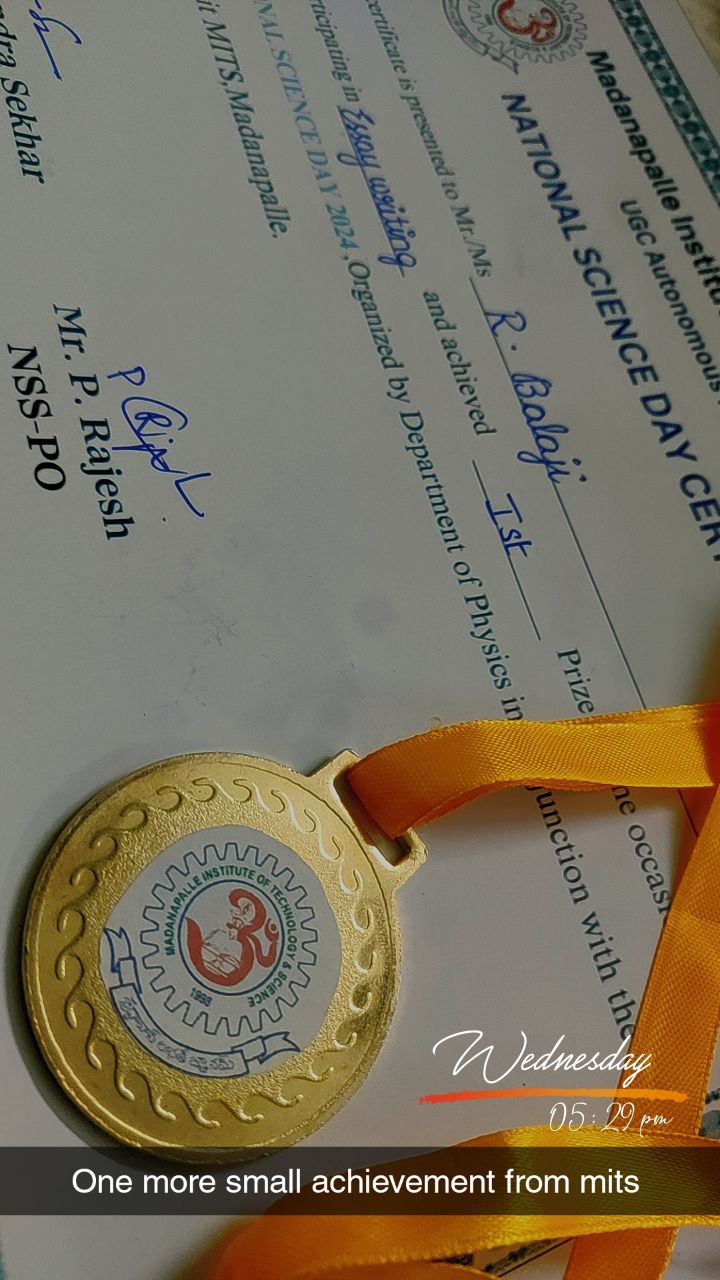 Madanapalle Institu
UGC Autonomous
NATIONAL SCIENCE DAY CERT
certificate is presented to Mr./Ms R. Balaji
rticipating in Essay writing and achieved Ist Prize ne occasi
NAL SCIENCE DAY 2024, Organized by Department of Physics in junction with the
MITS, Madanapalle.
P Rajesh
dra Sekhar
Mr. P. Rajesh
NSS-PO
MADANAPALLE INSTITUTE OF TECHNOLOGY & SCIENCE
1998
Wednesday
05:29 pm
One more small achievement from mits